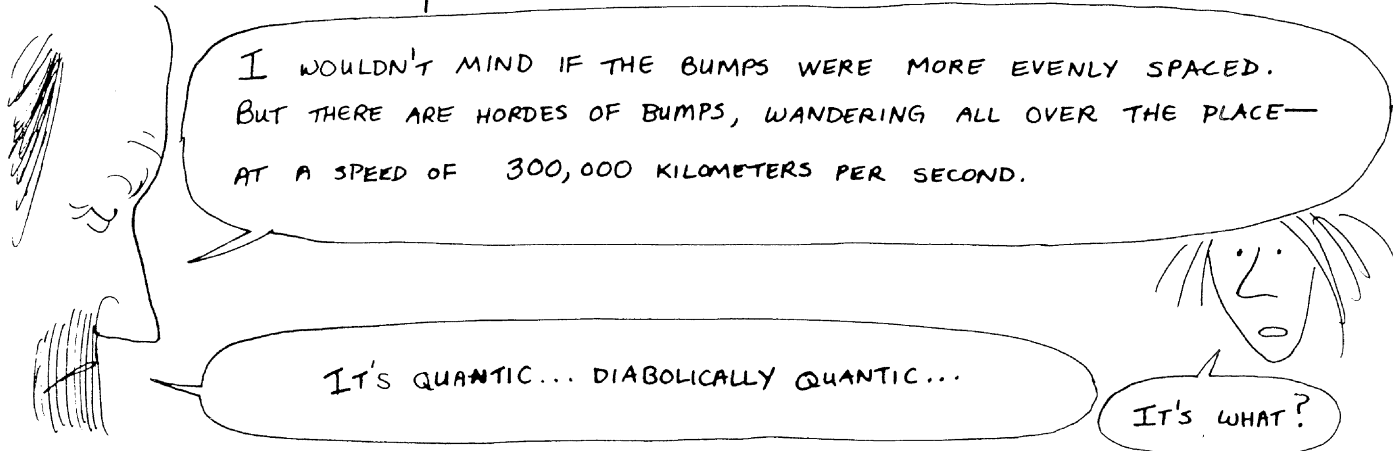 I WOULDN'T MIND IF THE BUMPS WERE MORE EVENLY SPACED.
BUT THERE ARE HORDES OF BUMPS, WANDERING ALL OVER THE PLACE—
AT A SPEED OF 300,000 KILOMETERS PER SECOND.
IT'S QUANTIC... DIABOLICALLY QUANTIC...
IT'S WHAT?